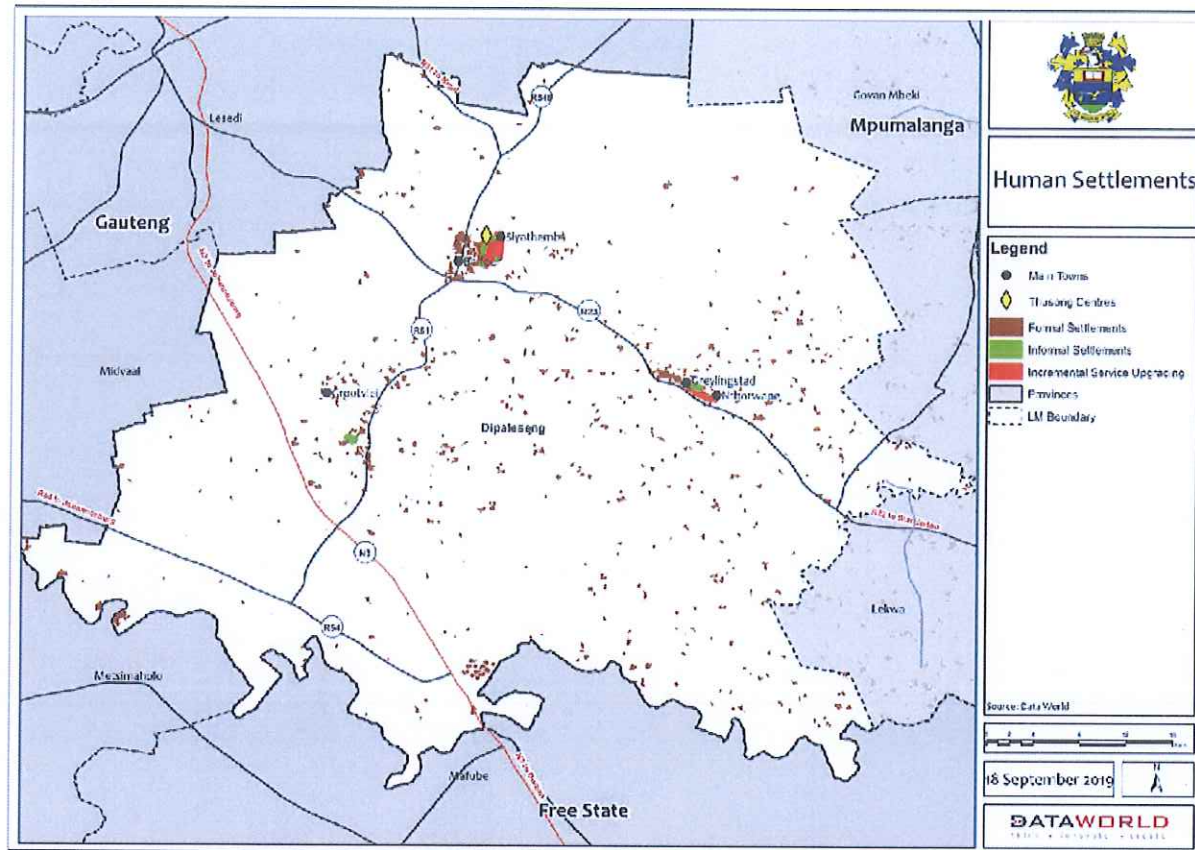 Govan Mbeki
Mpumalanga
R548
Lesedi
Gauteng
Siyathemba
R51
R23
Midvaal
Grootvlei
Greylingstad
Nthorwane
Dipaleseng
N3
R54
Lekwa
Metsimaholo
Mafube
Free State
Human Settlements
Legend
Main Towns
Thusong Centres
Formal Settlements
Informal Settlements
Incremental Service Upgrading
Provinces
LM Boundary
Source: Data World
18 September 2019
N
DATAWORLD